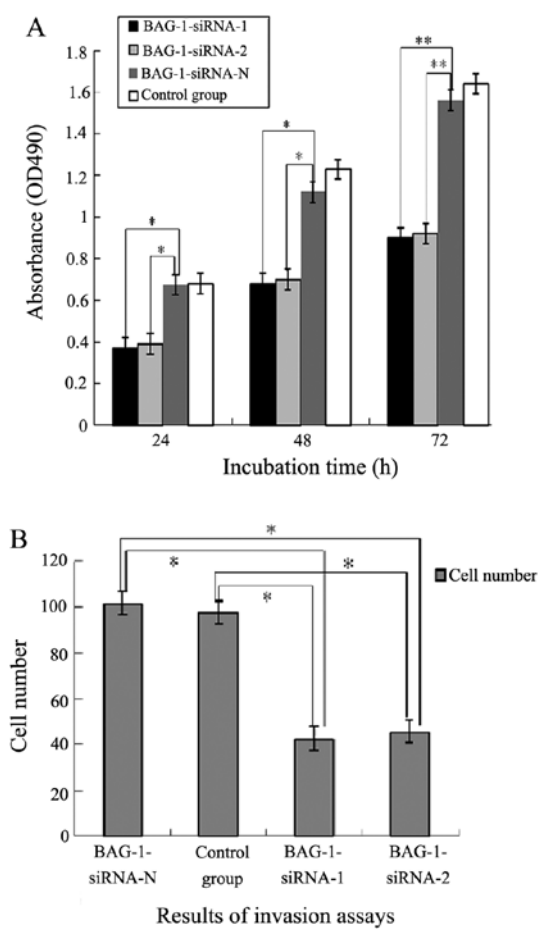 A
BAG-1-siRNA-1
BAG-1-siRNA-2
BAG-1-siRNA-N
Control group
Absorbance (OD490)
1.8
1.6
1.4
1.2
1
0.8
0.6
0.4
0.2
0
* * * * ** **
24 48 72
Incubation time (h)
B
Cell number
Cell number
120
100
80
60
40
20
0
* * * *
BAG-1- Control BAG-1- BAG-1-
siRNA-N group siRNA-1 siRNA-2
Results of invasion assays